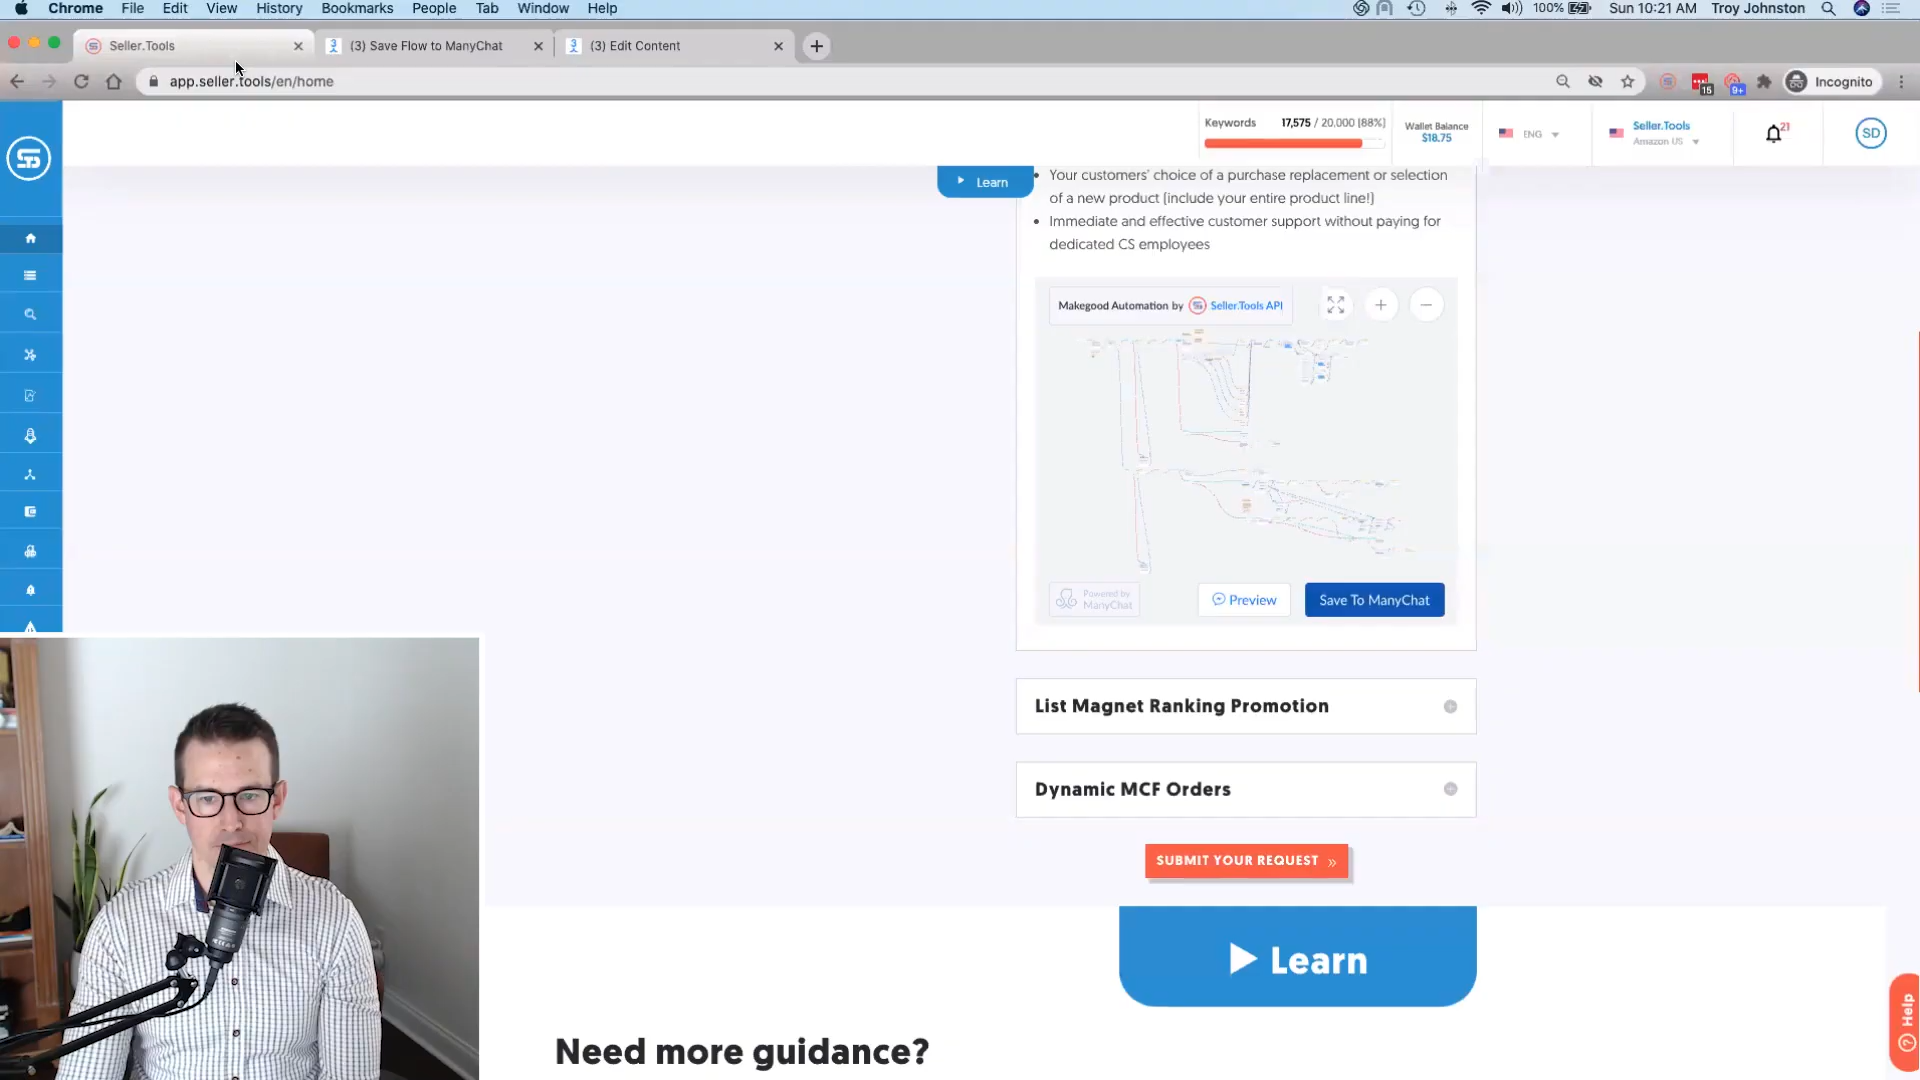 Chrome File Edit View History Bookmarks People Tab Window Help 100% Sun 10:21 AM Troy Johnston
Seller.Tools (3) Save Flow to ManyChat (3) Edit Content
app.seller.tools/en/home 15 9+ Incognito
Keywords 17,575 / 20,000 [88%]
Wallet Balance
$18.75
ENG
Seller.Tools
Amazon US
21
SD
Learn
Your customers' choice of a purchase replacement or selection
of a new product (include your entire product line!)
Immediate and effective customer support without paying for
dedicated CS employees
Makegood Automation by Seller.Tools API
Powered by
ManyChat
Preview
Save To ManyChat
List Magnet Ranking Promotion
Dynamic MCF Orders
SUBMIT YOUR REQUEST »
Learn
Help
Need more guidance?